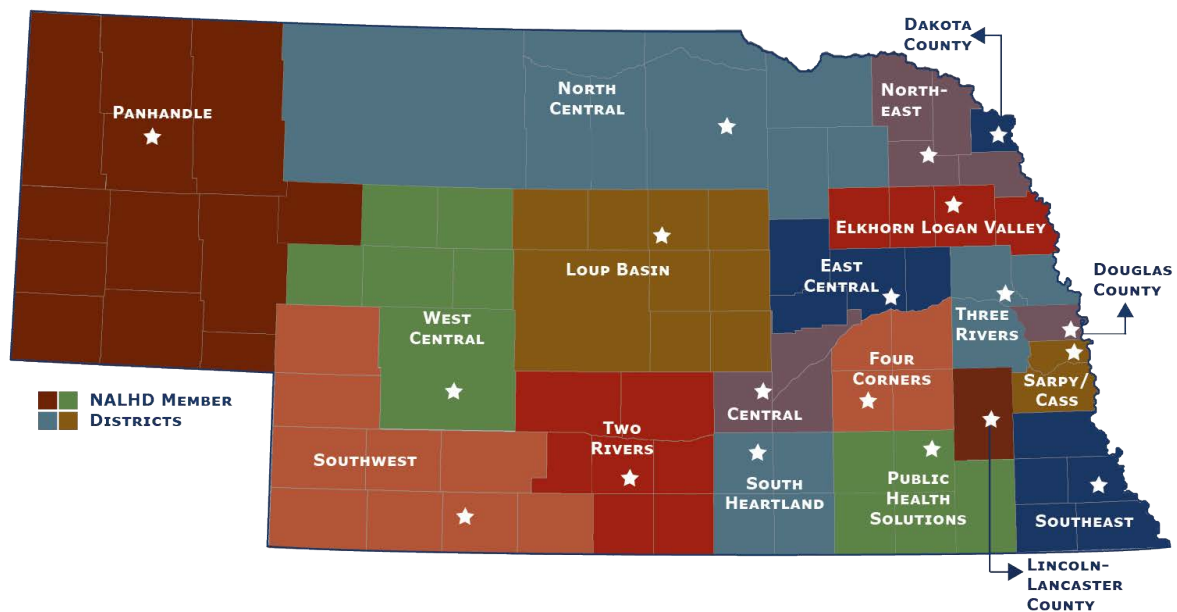 Dakota
County
Panhandle
North
Central
North-
east
Elkhorn Logan Valley
Loup Basin
East
Central
Douglas
County
West
Central
Three
Rivers
Four
Corners
Sarpy/
Cass
NALHD Member
Districts
Central
Two
Rivers
Southwest
South
Heartland
Public
Health
Solutions
Southeast
Lincoln-
Lancaster
County